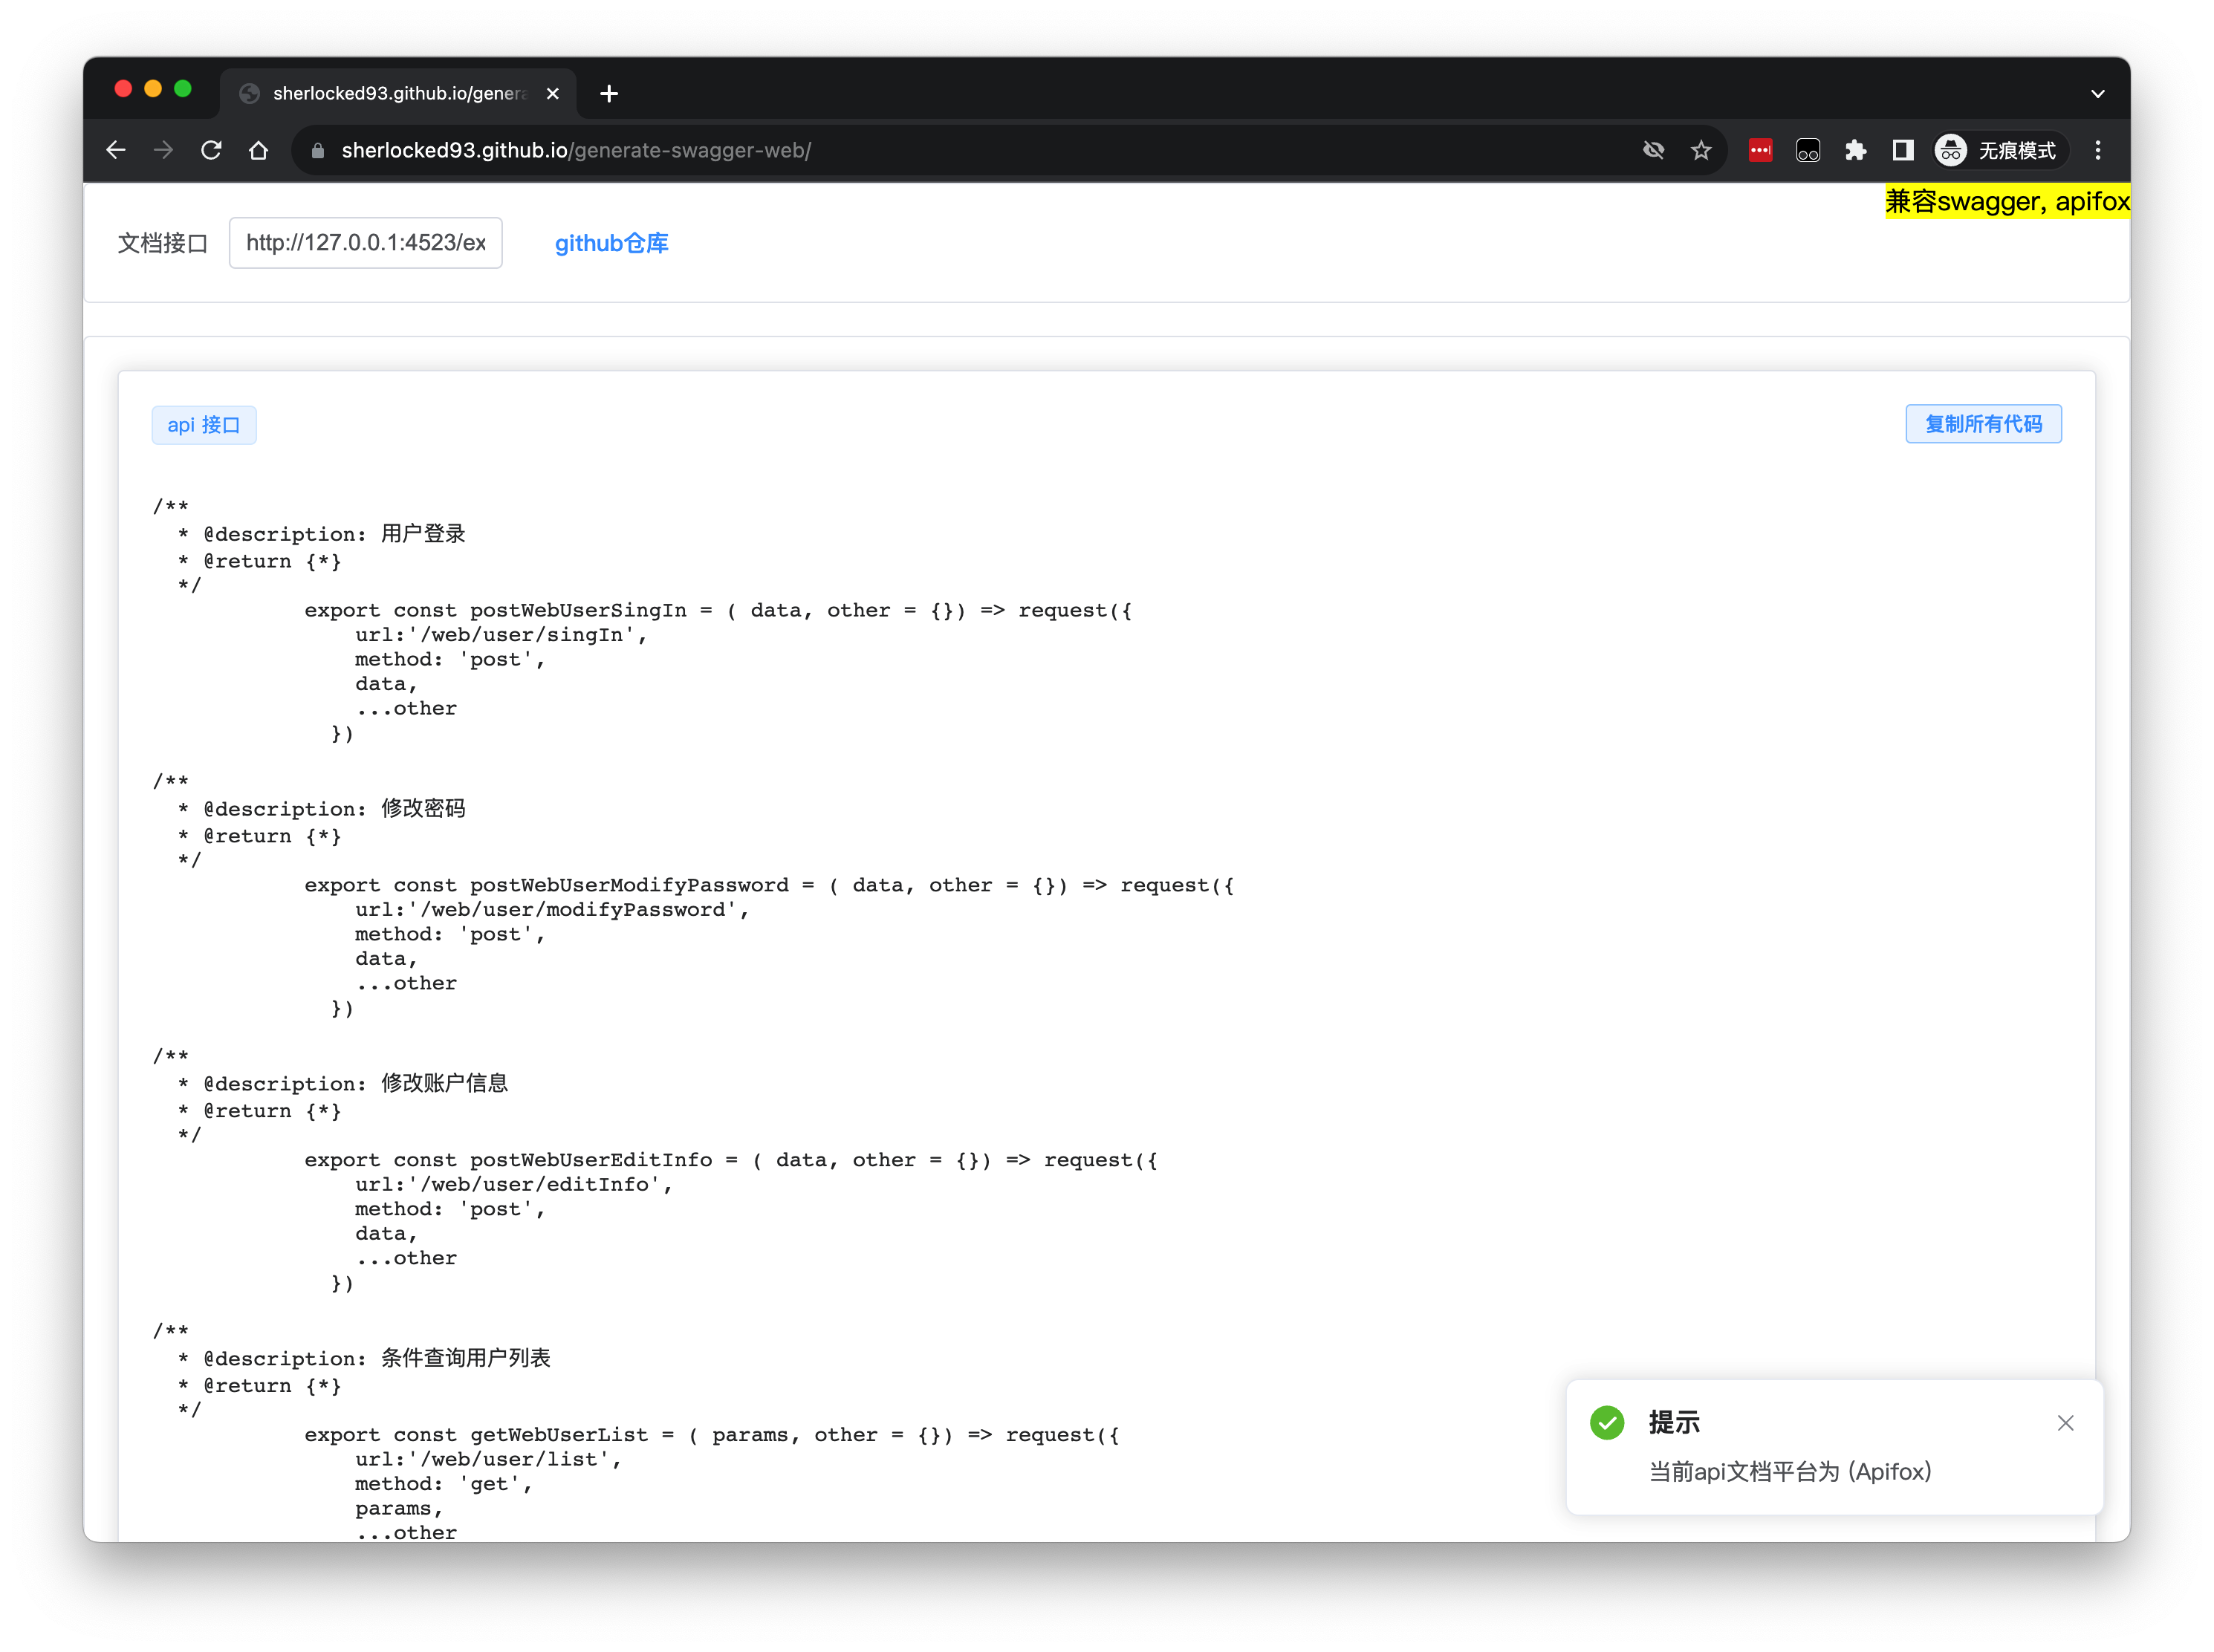 sherlocked93.github.io/genera
sherlocked93.github.io/generate-swagger-web/
无痕模式
兼容swagger, apifox
文档接口
http://127.0.0.1:4523/ex
github仓库
api 接口
复制所有代码
/**
* @description: 用户登录
* @return {*}
*/
export const postWebUserSingIn = ( data, other = {}) => request({
url:'/web/user/singIn',
method: 'post',
data,
...other
})
/**
* @description: 修改密码
* @return {*}
*/
export const postWebUserModifyPassword = ( data, other = {}) => request({
url:'/web/user/modifyPassword',
method: 'post',
data,
...other
})
/**
* @description: 修改账户信息
* @return {*}
*/
export const postWebUserEditInfo = ( data, other = {}) => request({
url:'/web/user/editInfo',
method: 'post',
data,
...other
})
/**
* @description: 条件查询用户列表
* @return {*}
*/
export const getWebUserList = ( params, other = {}) => request({
url:'/web/user/list',
method: 'get',
params,
...other
提示
当前api文档平台为 (Apifox)